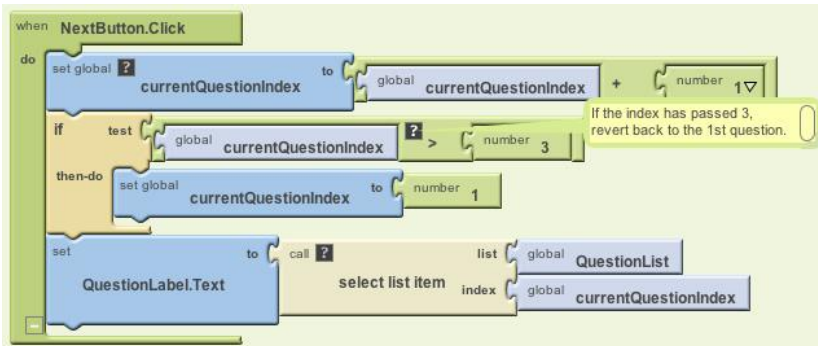 when NextButton.Click
do
set global ? currentQuestionIndex to global currentQuestionIndex + number 1
If the index has passed 3,
revert back to the 1st question.
if test global currentQuestionIndex ? > number 3
then-do set global currentQuestionIndex to number 1
set QuestionLabel.Text to call ? select list item list global QuestionList
index global currentQuestionIndex